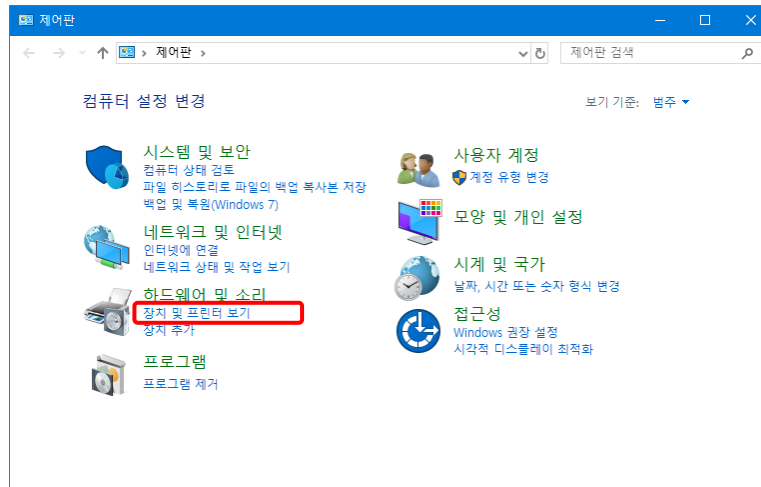 제어판
제어판
제어판 검색
컴퓨터 설정 변경
보기 기준: 범주
시스템 및 보안
컴퓨터 상태 검토
파일 히스토리로 파일의 백업 복사본 저장
백업 및 복원(Windows 7)
네트워크 및 인터넷
인터넷에 연결
네트워크 상태 및 작업 보기
하드웨어 및 소리
장치 및 프린터 보기
장치 추가
프로그램
프로그램 제거
사용자 계정
계정 유형 변경
모양 및 개인 설정
시계 및 국가
날짜, 시간 또는 숫자 형식 변경
접근성
Windows 권장 설정
시각적 디스플레이 최적화